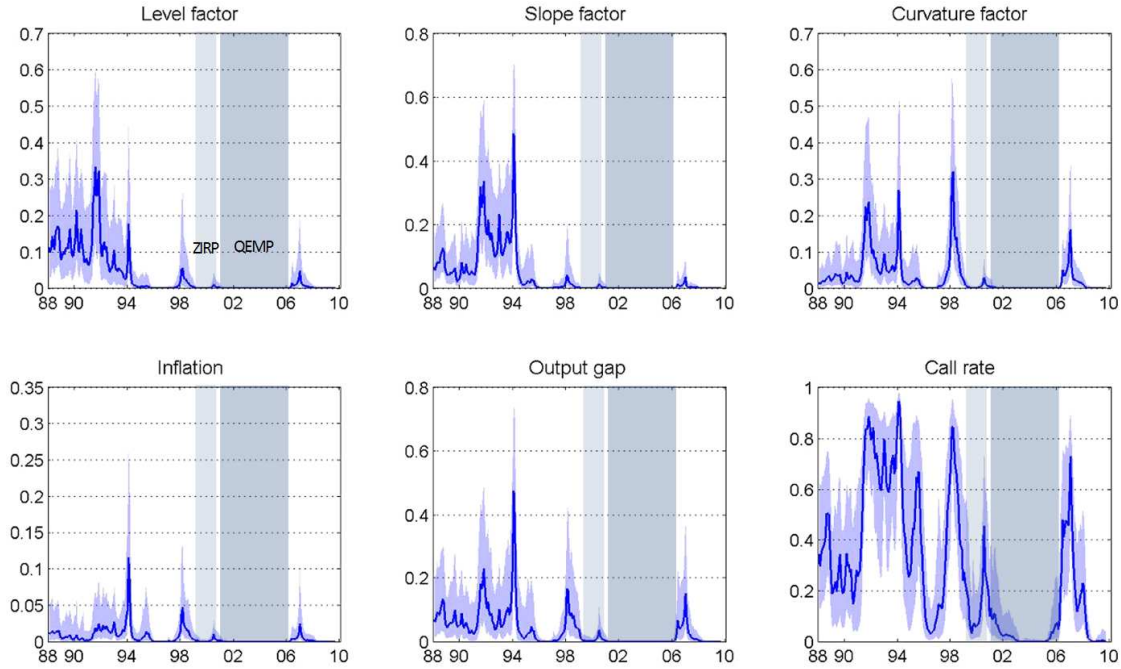 Level factor
0.7
0.6
0.5
0.4
0.3
0.2
0.1
0
ZIRP
QEMP
88 90 94 98 02 06 10
Slope factor
0.8
0.6
0.4
0.2
0
88 90 94 98 02 06 10
Curvature factor
0.7
0.6
0.5
0.4
0.3
0.2
0.1
0
88 90 94 98 02 06 10
Inflation
0.35
0.3
0.25
0.2
0.15
0.1
0.05
0
88 90 94 98 02 06 10
Output gap
0.8
0.6
0.4
0.2
0
88 90 94 98 02 06 10
Call rate
1
0.8
0.6
0.4
0.2
0
88 90 94 98 02 06 10